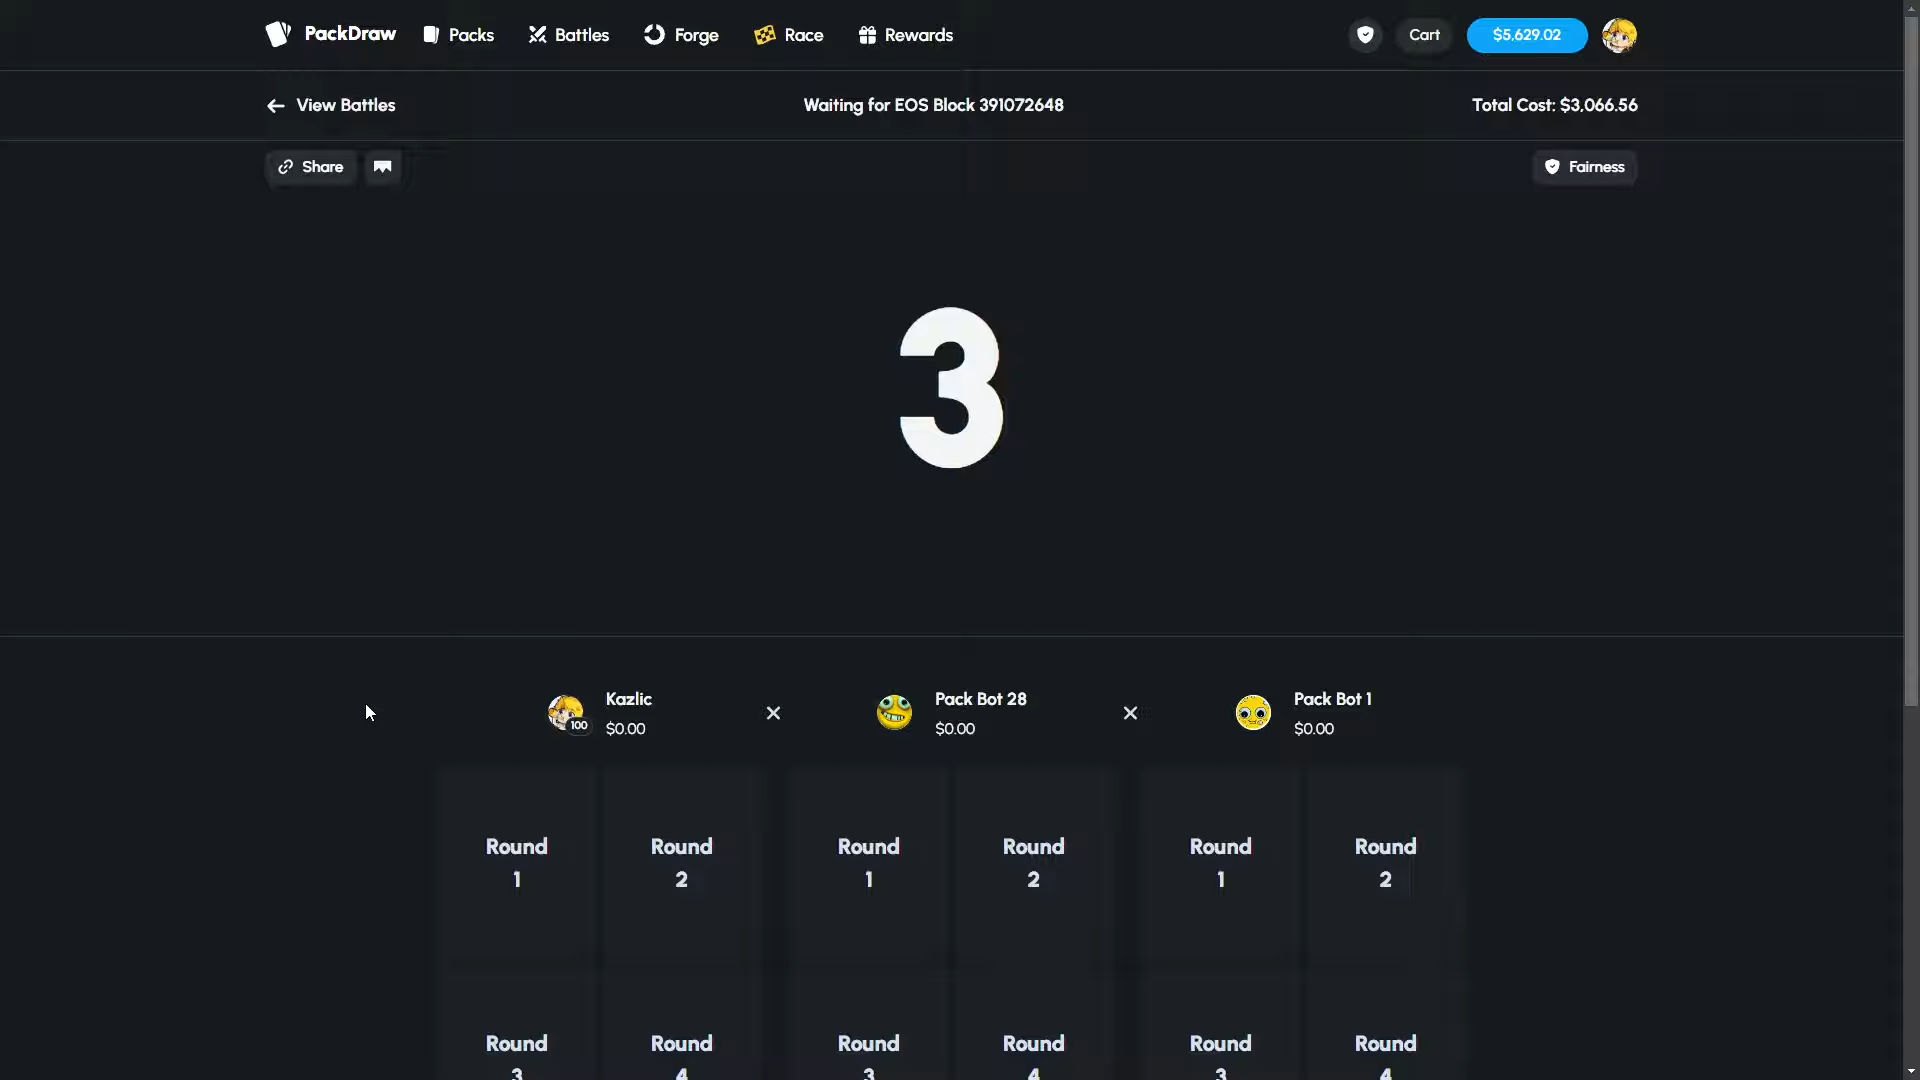 PackDraw Packs Battles Forge Race Rewards Cart $5,629.02
View Battles Waiting for EOS Block 391072648 Total Cost: $3,066.56
Share Fairness
3
Kazlic Pack Bot 28 Pack Bot 1
100
$0.00 $0.00 $0.00
Round Round Round Round Round Round
1 2 1 2 1 2
Round Round Round Round Round Round
3 4 3 4 3 4